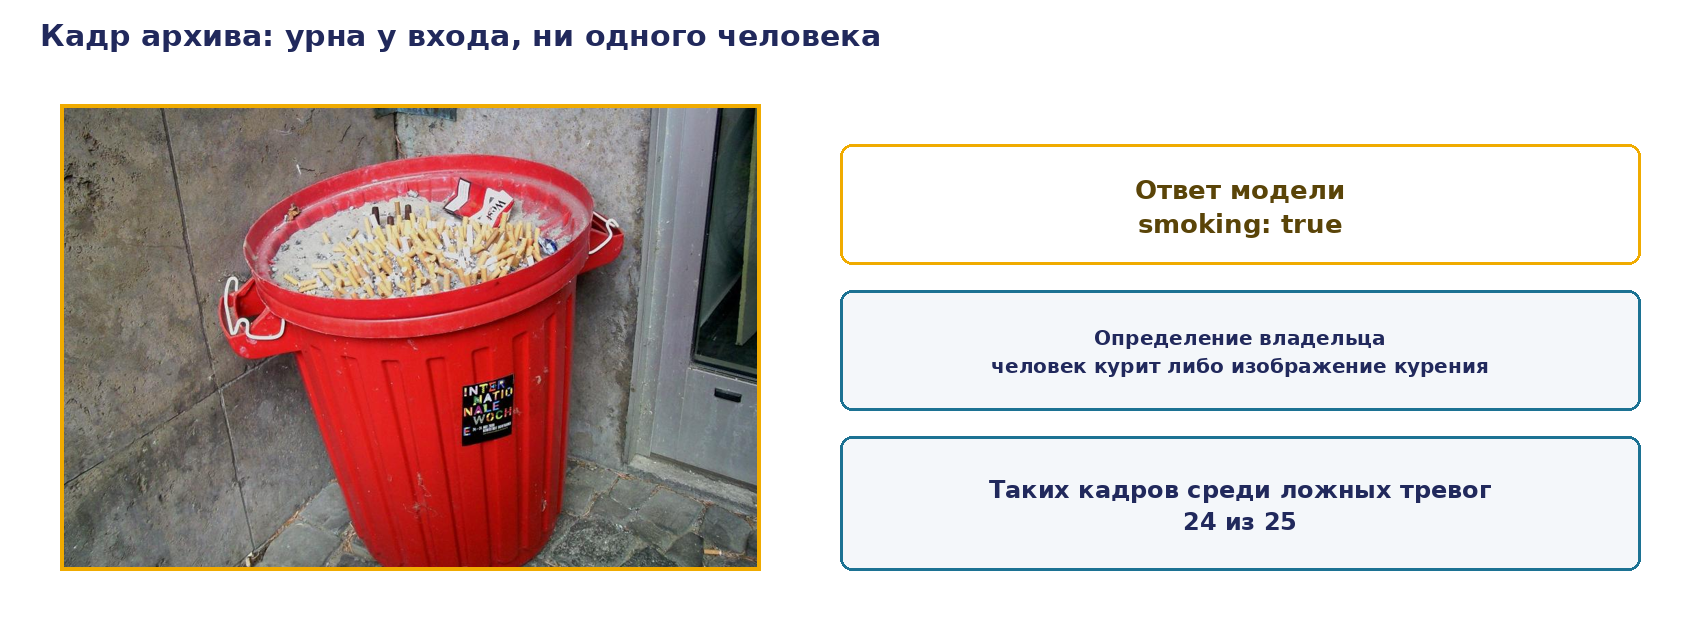 Кадр архива: урна у входа, ни одного человека
West
INTER
NATIO
NALE
WOCH
E
Ответ модели
smoking: true
Определение владельца
человек курит либо изображение курения
Таких кадров среди ложных тревог
24 из 25